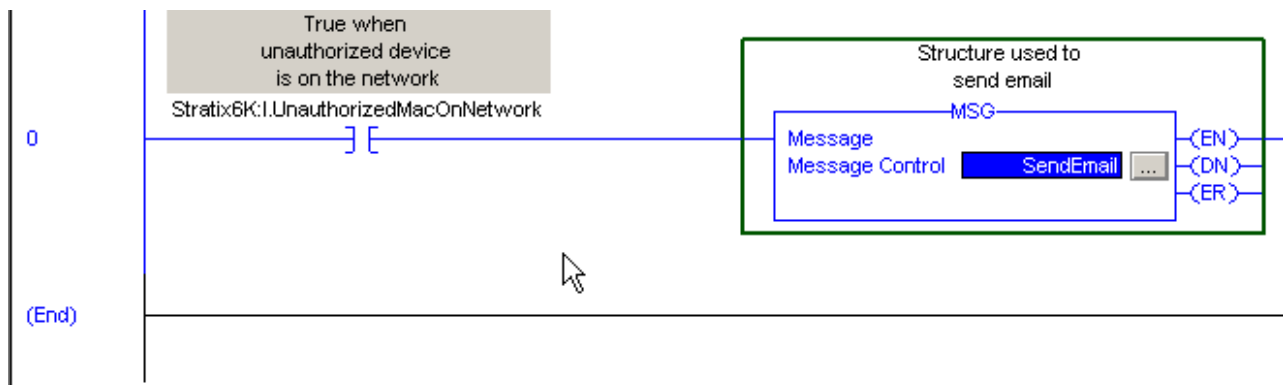 True when
unauthorized device
is on the network
Stratix6K:I.UnauthorizedMacOnNetwork
Structure used to
send email
MSG
0
Message
(EN)
Message Control SendEmail ...
(DN)
(ER)
(End)